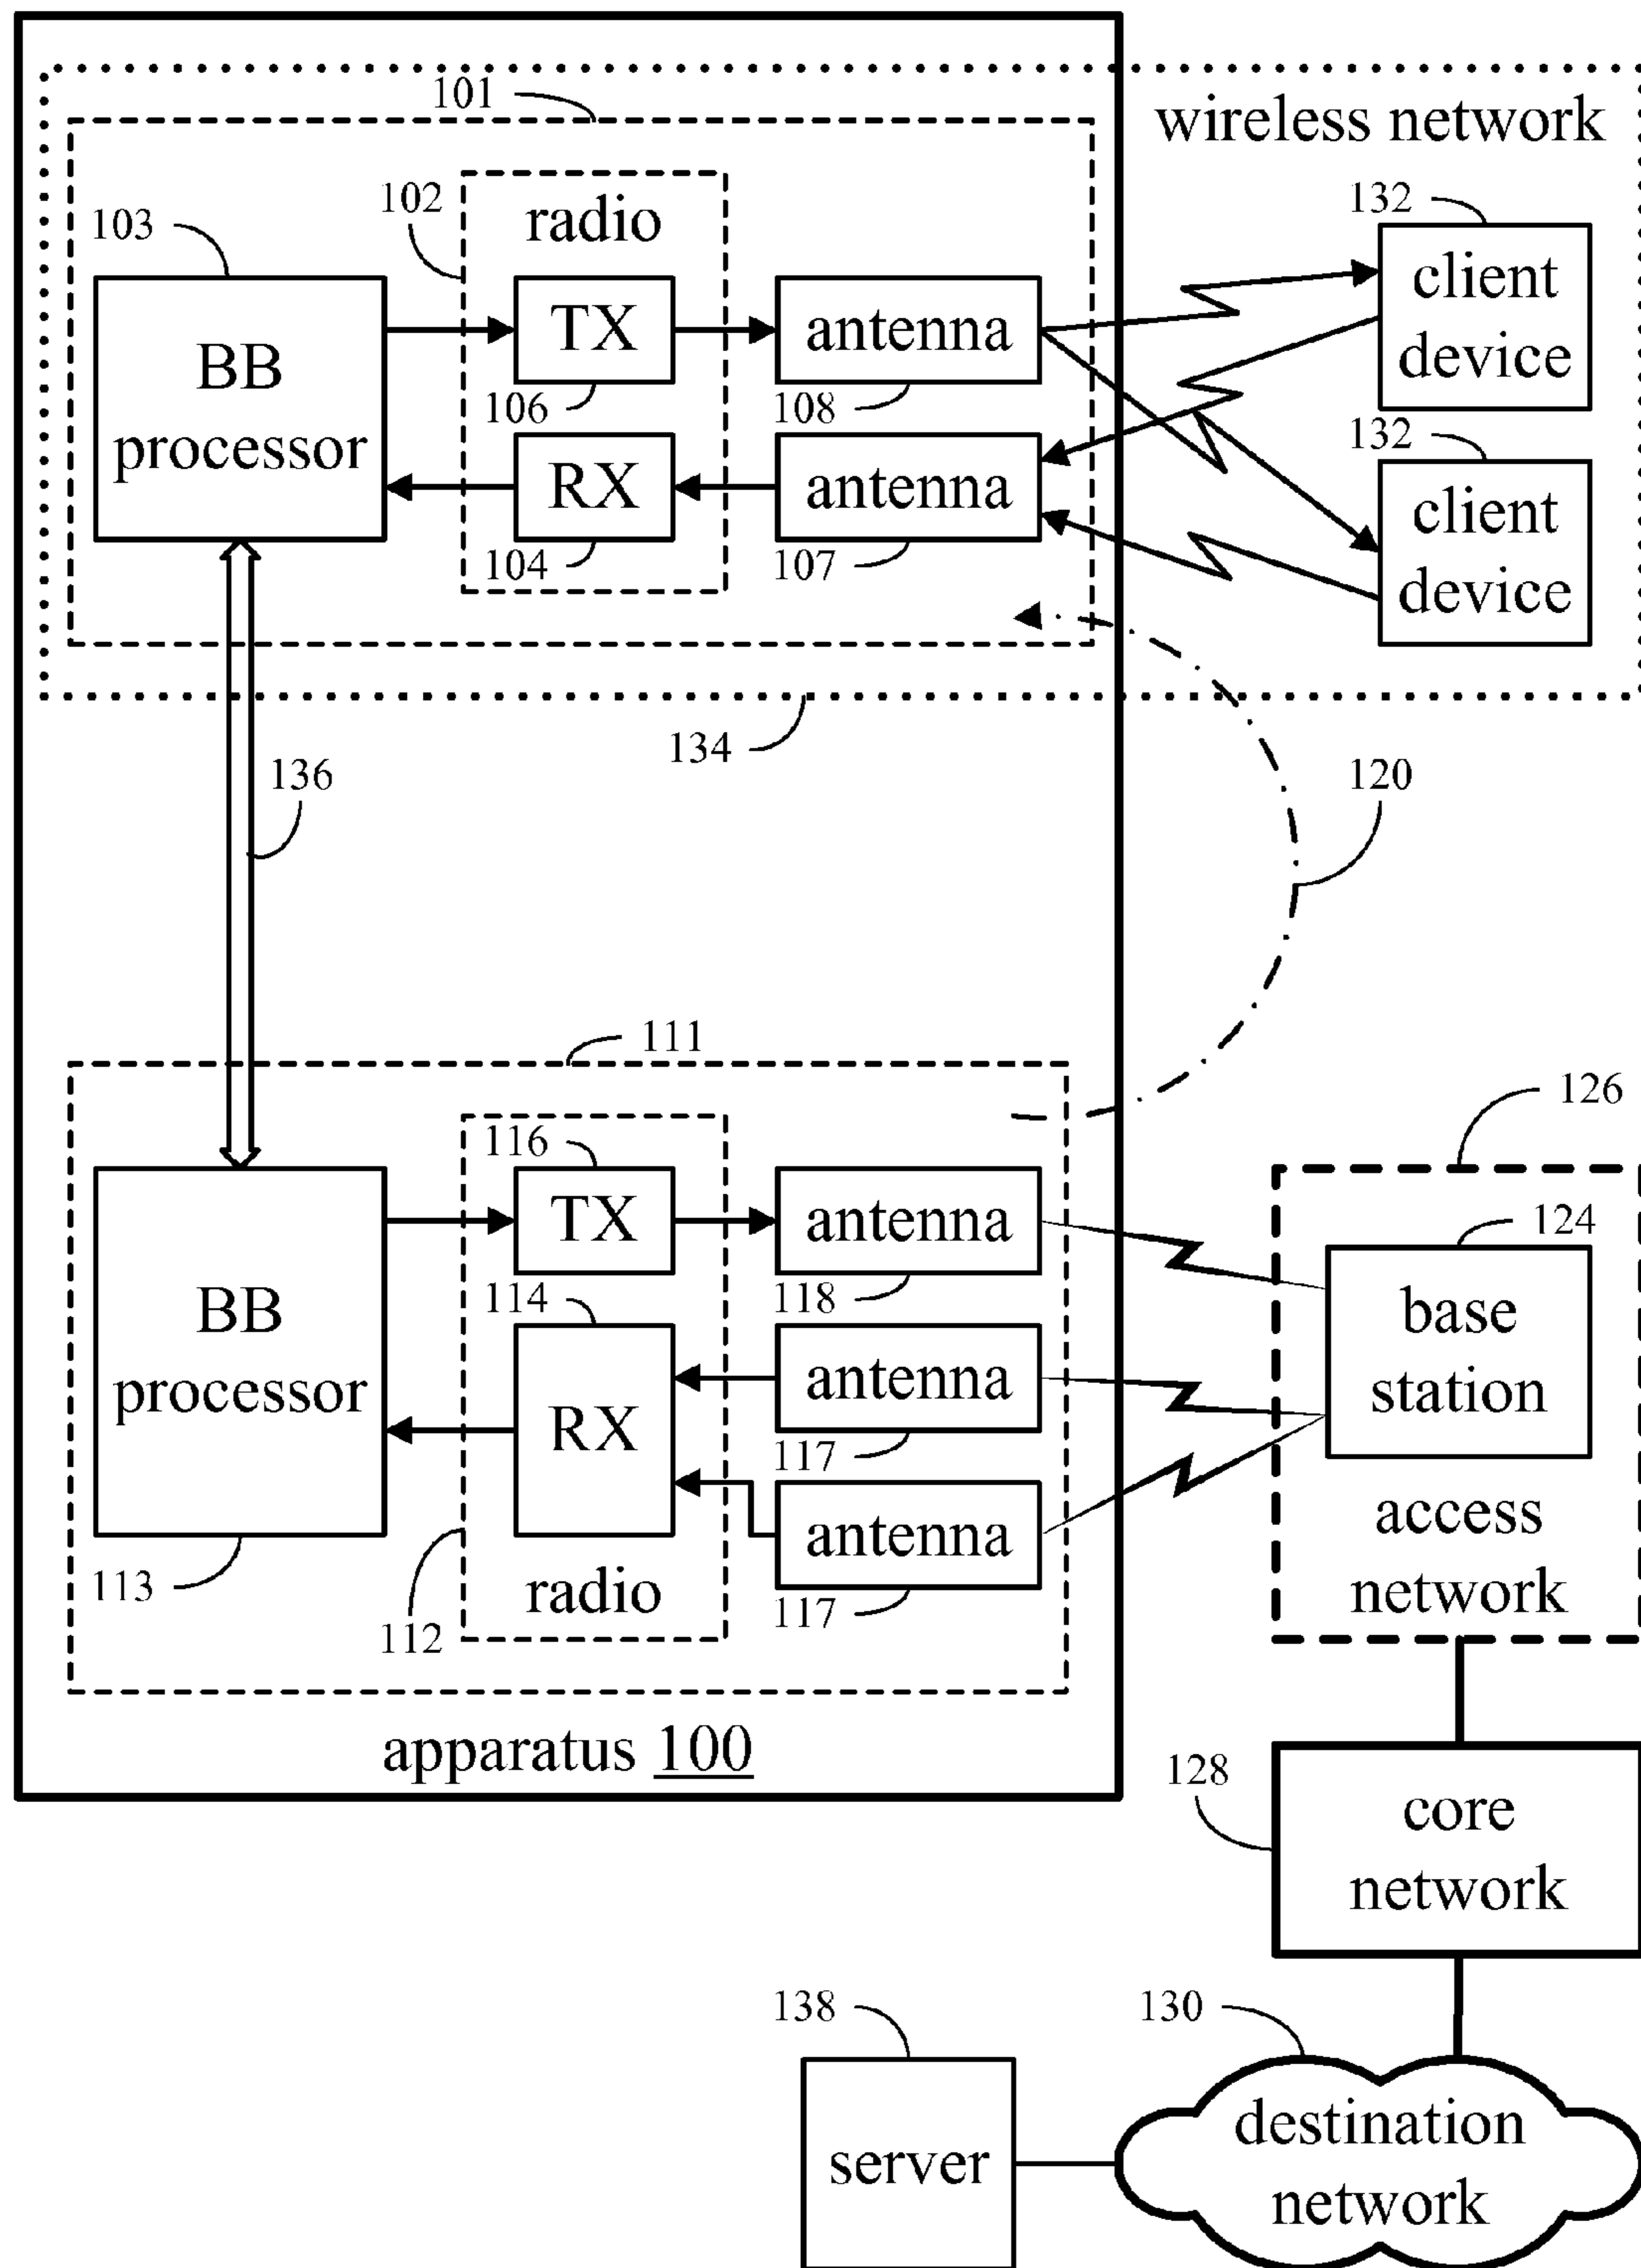 101
wireless network
102
radio
132
103
client
device
BB
processor
TX
antenna
106
108
132
RX
antenna
client
device
104
107
134
136
120
111
126
116
TX
antenna
124
114
118
base
station
BB
processor
RX
antenna
117
antenna
access
network
113
radio
117
112
apparatus 100
128
core
network
138
130
server
destination
network